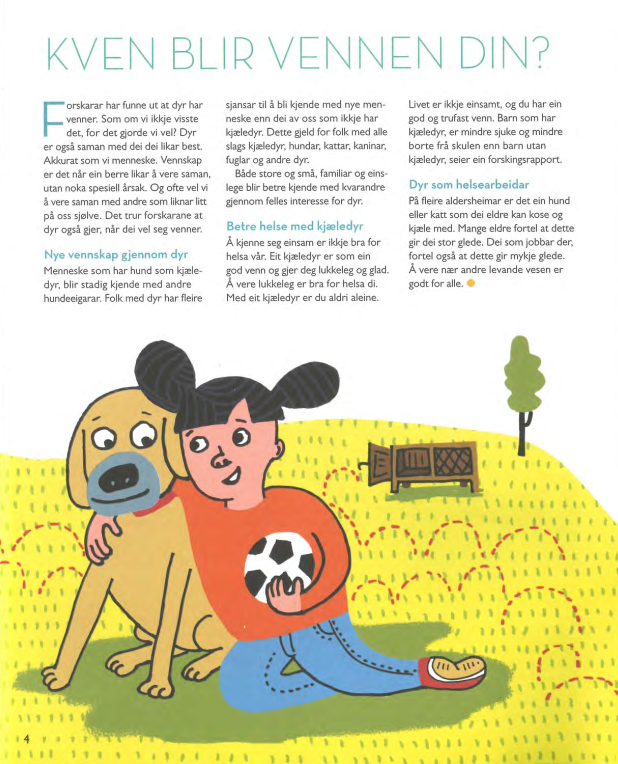 KVEN BLIR VENNEN DIN?
Forskarar har funne ut at dyr har
venner. Som om vi ikkje visste
det, for det gjorde vi vel? Dyr
er også saman med dei dei likar best.
Akkurat som vi menneske. Vennskap
er det når ein berre likar å vere saman,
utan noka spesiell årsak. Og ofte vel vi
å vere saman med andre som liknar litt
på oss sjølve. Det trur forskarane at
dyr også gjer, når dei vel seg venner.
Nye vennskap gjennom dyr
Menneske som har hund som kjæle-
dyr, blir stadig kjende med andre
hundeeigarar. Folk med dyr har fleire
sjansar til å bli kjende med nye men-
neske enn dei av oss som ikkje har
kjæledyr. Dette gjeld for folk med alle
slags kjæledyr, hundar, kattar, kaninar,
fuglar og andre dyr.
Både store og små, familiar og eins-
lege blir betre kjende med kvarandre
gjennom felles interesse for dyr.
Betre helse med kjæledyr
Å kjenne seg einsam er ikkje bra for
helsa vår. Eit kjæledyr er som ein
god venn og gjer deg lukkeleg og glad.
Å vere lukkeleg er bra for helsa di.
Med eit kjæledyr er du aldri aleine.
Livet er ikkje einsamt, og du har ein
god og trufast venn. Barn som har
kjæledyr, er mindre sjuke og mindre
borte frå skulen enn barn utan
kjæledyr, seier ein forskingsrapport.
Dyr som helsearbeidar
På fleire aldersheimar er det ein hund
eller katt som dei eldre kan kose og
kjæle med. Mange eldre fortel at dette
gir dei stor glede. Dei som jobbar der,
fortel også at dette gir mykje glede.
Å vere nær andre levande vesen er
godt for alle.
4